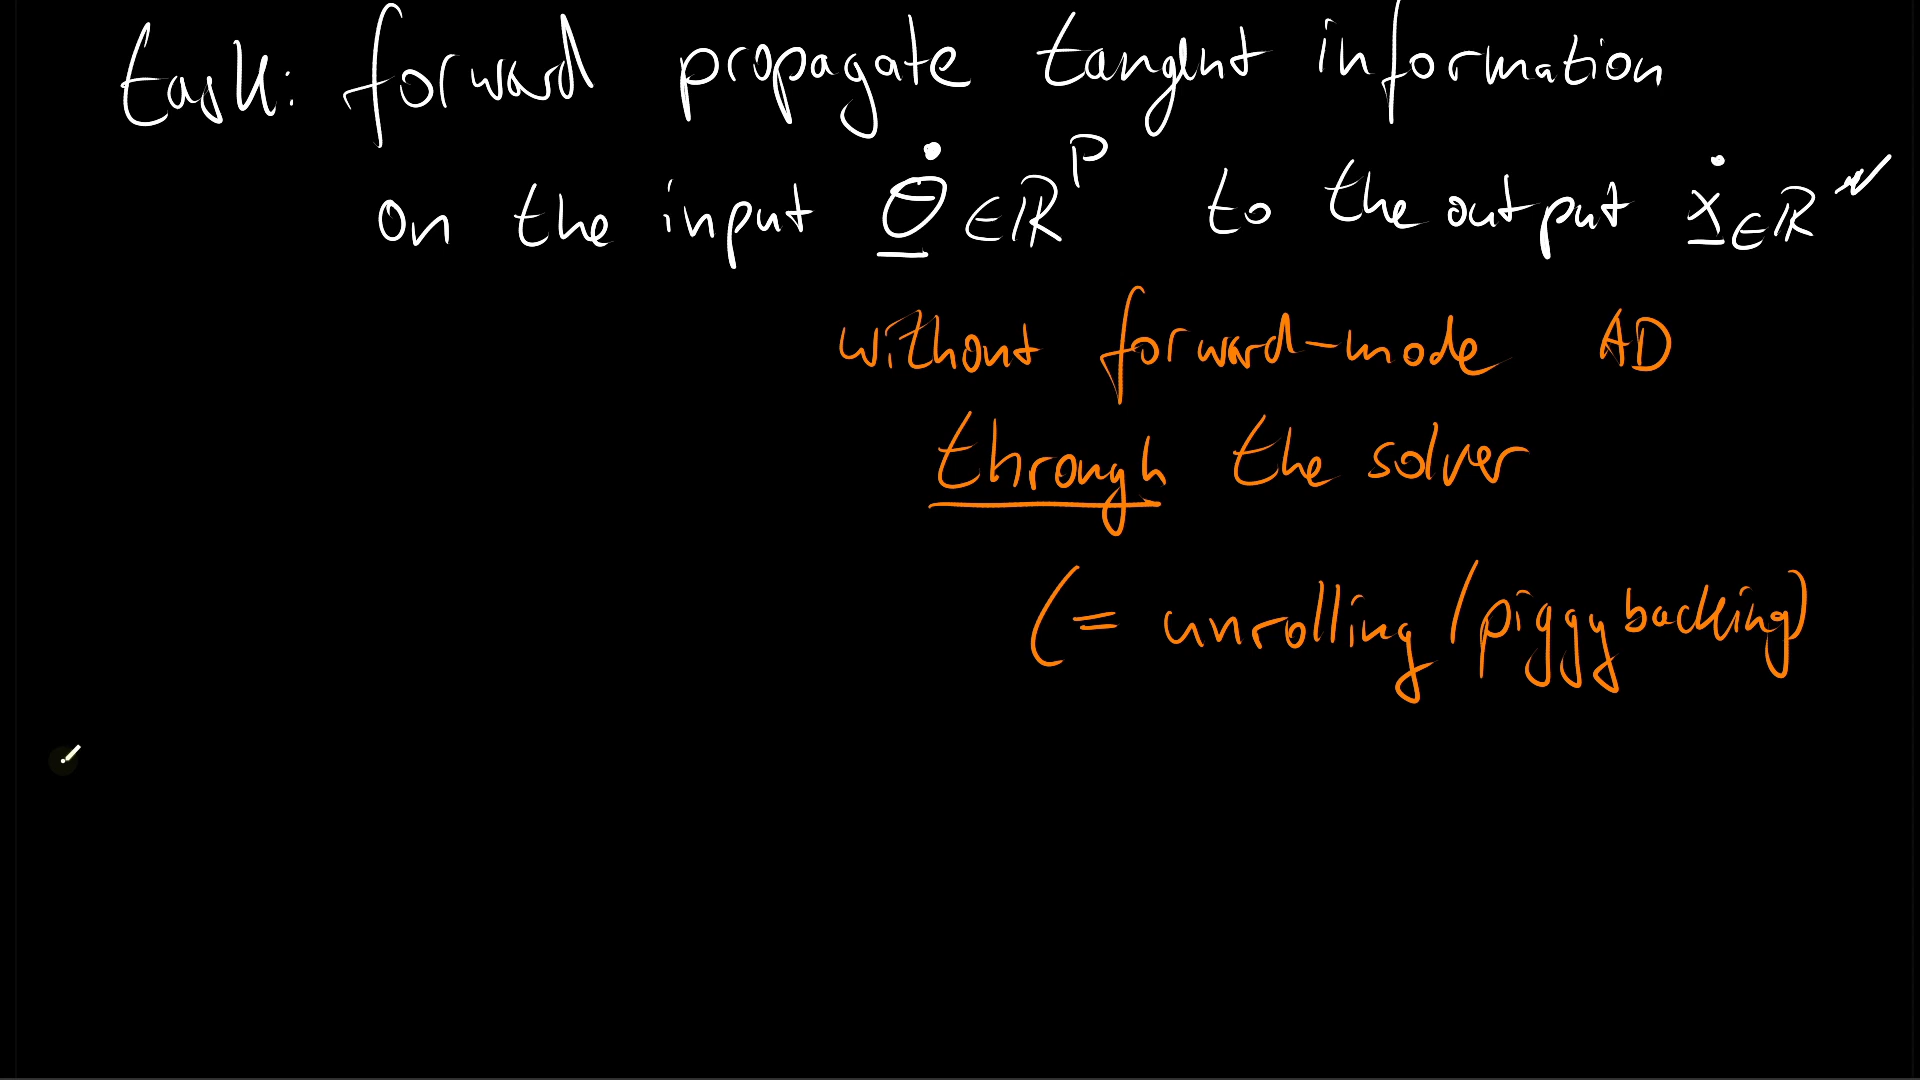 task: forward propagate tangent information
on the input θ̇ ∈ ℝ^P to the output ẋ ∈ ℝ^N
without forward-mode AD
through the solver
(= unrolling / piggybacking)